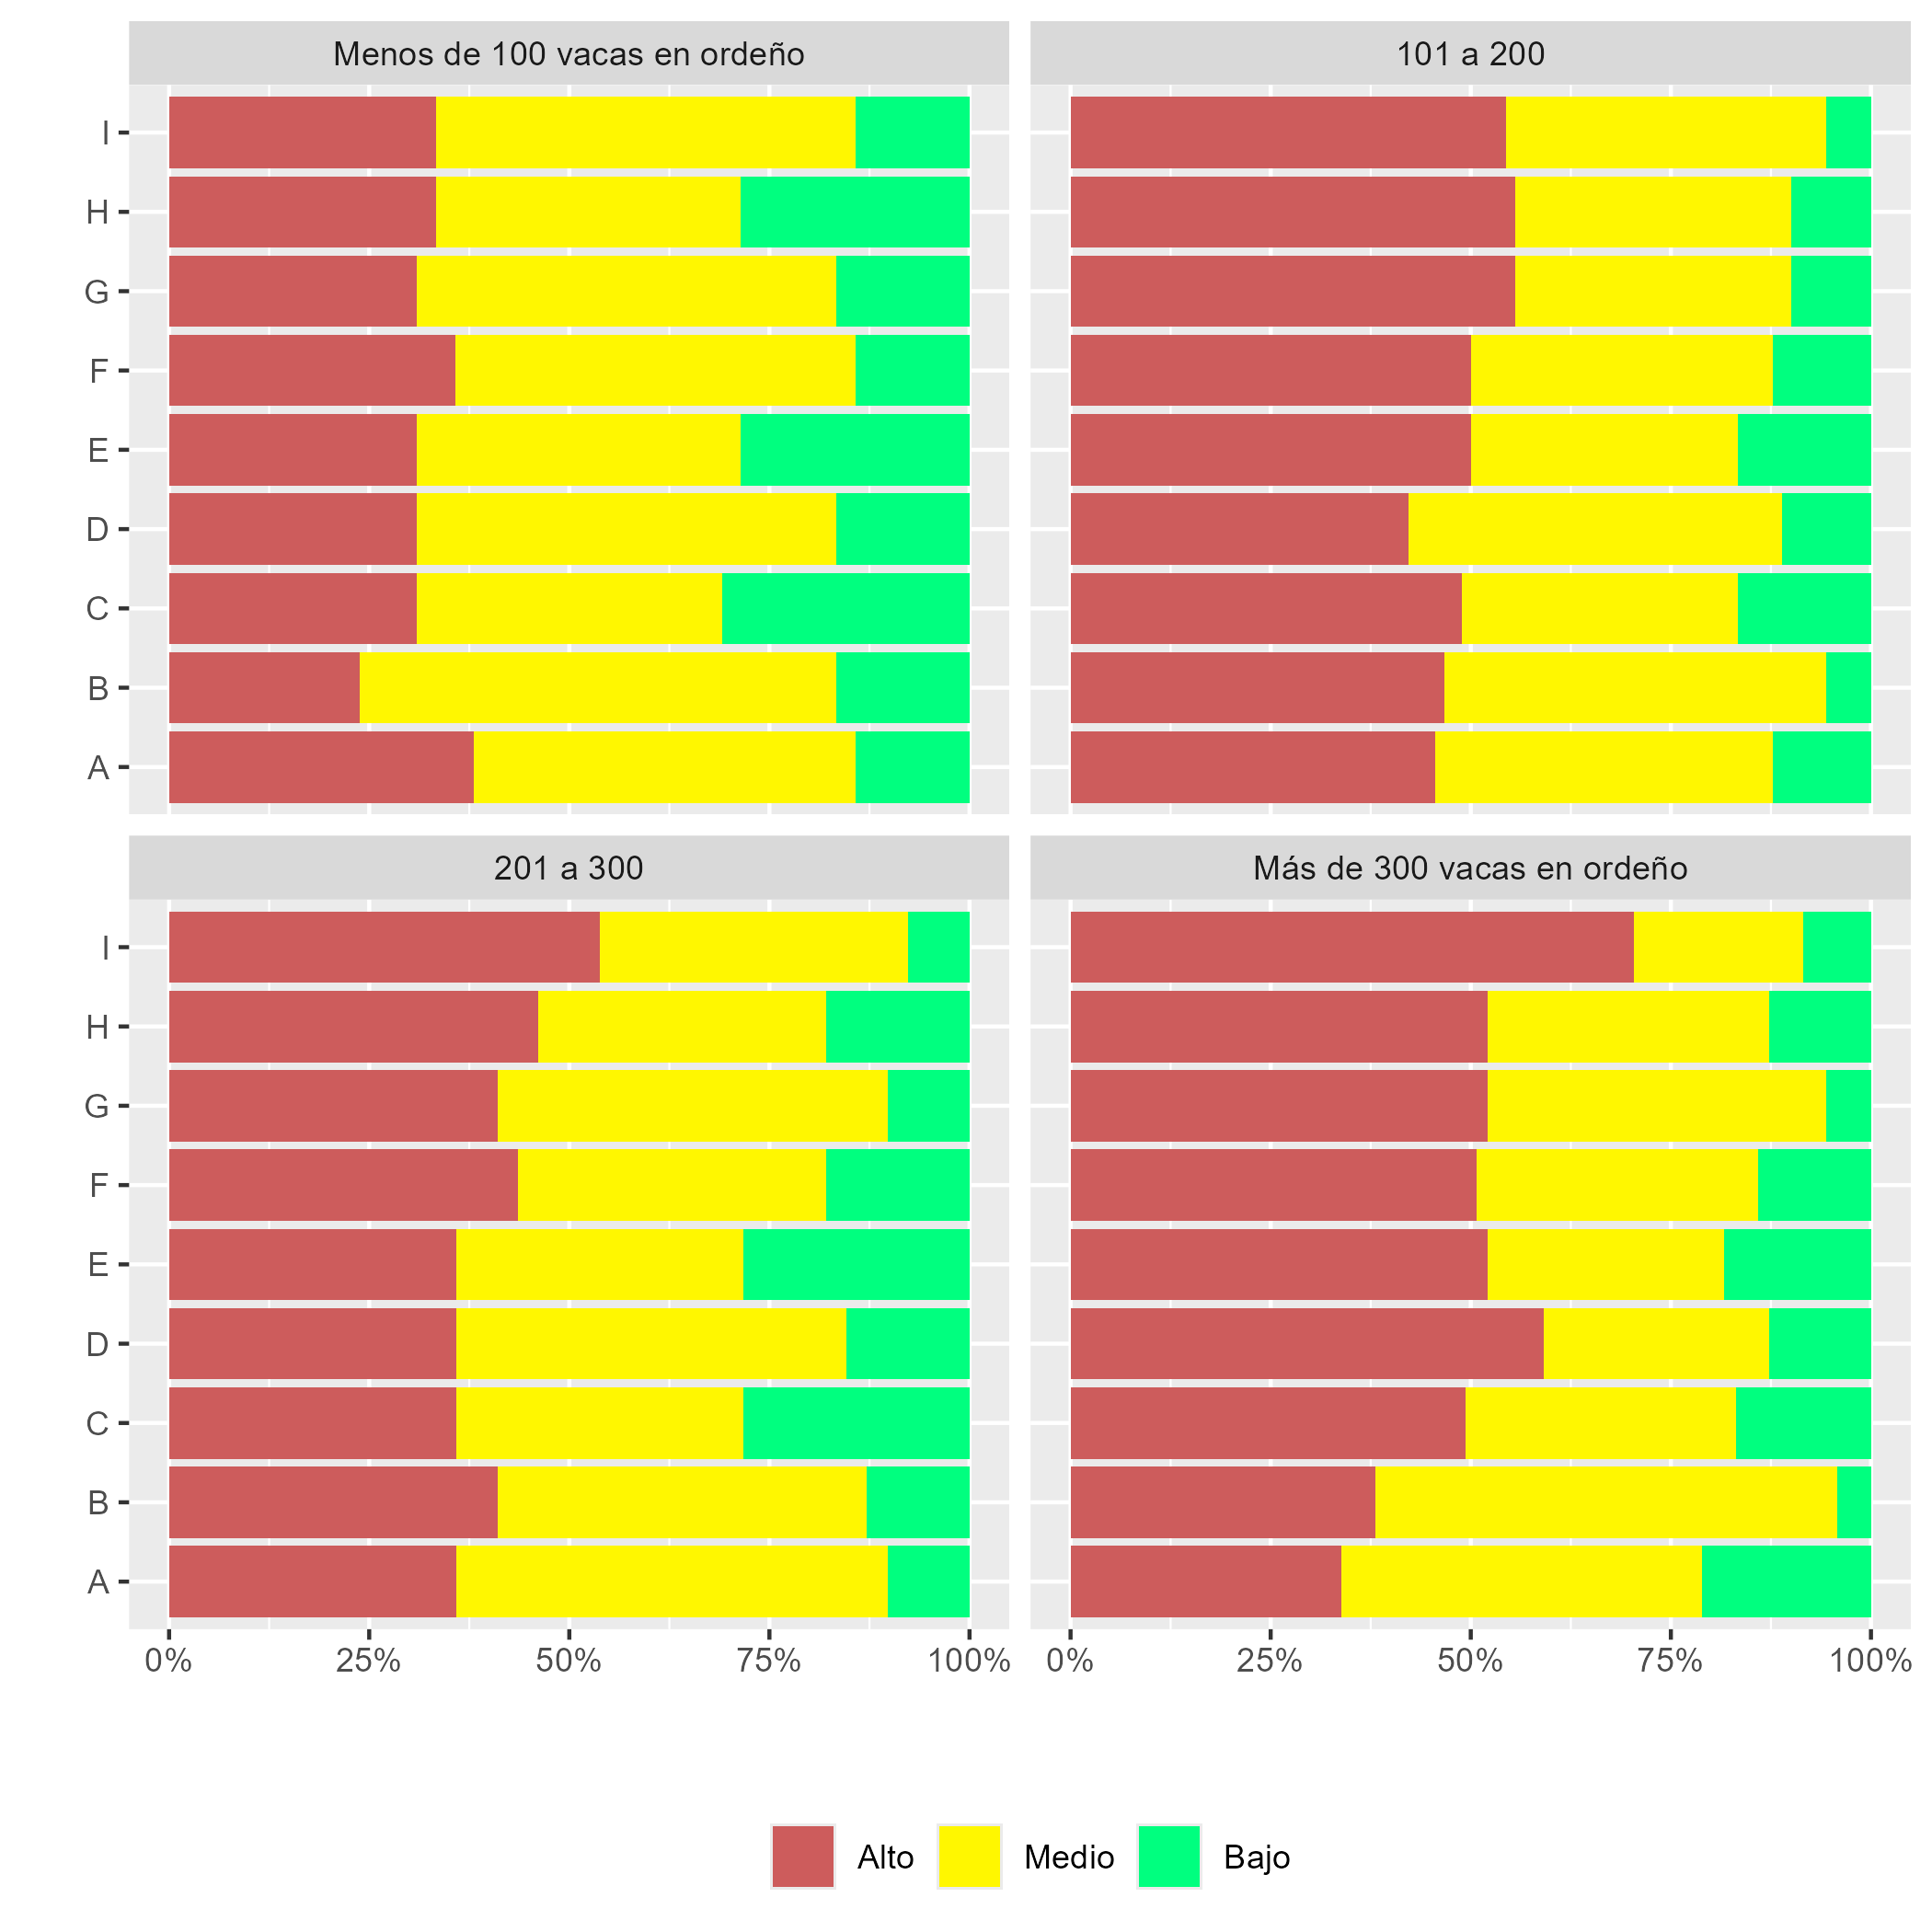 Menos de 100 vacas en ordeño
101 a 200
I
H
G
F
E
D
C
B
A
201 a 300
Más de 300 vacas en ordeño
I
H
G
F
E
D
C
B
A
0% 25% 50% 75% 100%
0% 25% 50% 75% 100%
Alto Medio Bajo